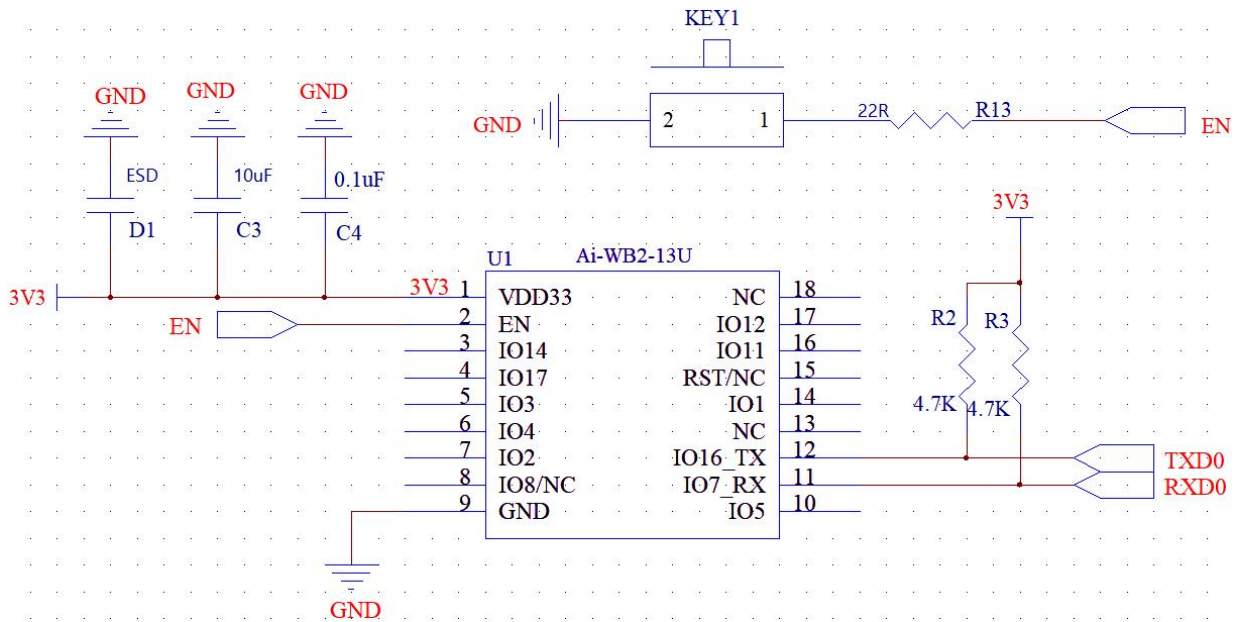 KEY1
GND GND GND
GND 2 1 22R R13 EN
ESD 10uF 0.1uF
D1 C3 C4
3V3
U1 Ai-WB2-13U
3V3 3V3 1 VDD33 NC 18
EN 2 EN IO12 17
3 IO14 IO11 16
R2 R3
4 IO17 RST/NC 15
5 IO3 IO1 14
4.7K 4.7K
6 IO4 NC 13
7 IO2 IO16_TX 12 TXD0
8 IO8/NC IO7_RX 11 RXD0
9 GND IO5 10
GND